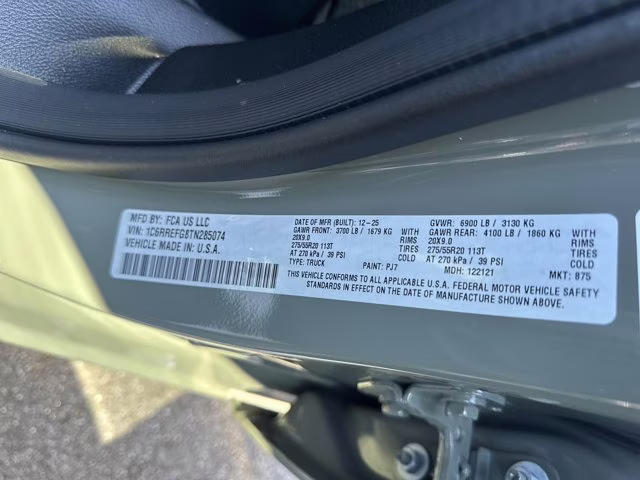 MFD BY: FCA US LLC
VIN: 1C6RREFG8TN285074
VEHICLE MADE IN: U.S.A.
DATE OF MFR (BUILT): 12-25
GAWR FRONT: 3700 LB / 1679 KG WITH
20X9.0 RIMS
275/55R20 113T TIRES
AT 270 kPa / 39 PSI COLD
TYPE: TRUCK PAINT: PJ7
GVWR: 6900 LB / 3130 KG
GAWR REAR: 4100 LB / 1860 KG WITH
20X9.0 RIMS
275/55R20 113T TIRES
AT 270 kPa / 39 PSI COLD
MDH: 122121 MKT: 875
THIS VEHICLE CONFORMS TO ALL APPLICABLE U.S.A. FEDERAL MOTOR VEHICLE SAFETY
STANDARDS IN EFFECT ON THE DATE OF MANUFACTURE SHOWN ABOVE.